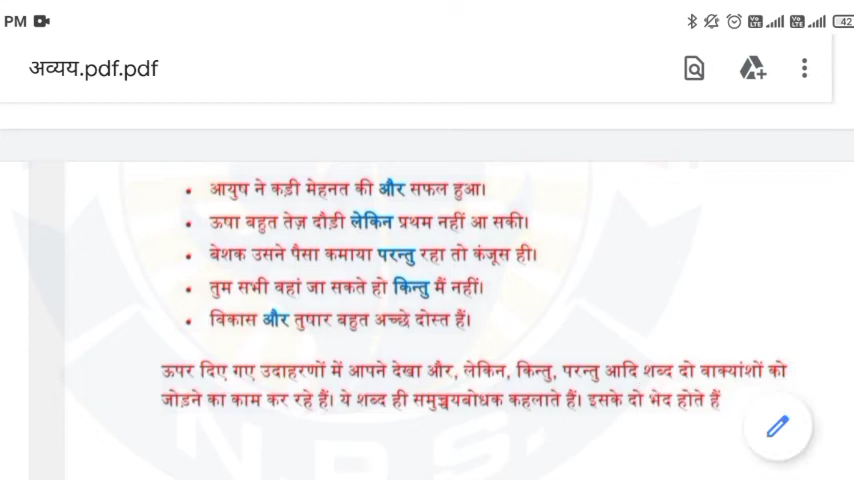 PM
42
अव्यय.pdf.pdf
• आयुष ने कड़ी मेहनत की और सफल हुआ।
• ऊषा बहुत तेज़ दौड़ी लेकिन प्रथम नहीं आ सकी।
• बेशक उसने पैसा कमाया परन्तु रहा तो कंजूस ही।
• तुम सभी वहां जा सकते हो किन्तु मैं नहीं।
• विकास और तुषार बहुत अच्छे दोस्त हैं।
ऊपर दिए गए उदाहरणों में आपने देखा और, लेकिन, किन्तु, परन्तु आदि शब्द दो वाक्यांशों को
जोड़ने का काम कर रहे हैं। ये शब्द ही समुच्चयबोधक कहलाते हैं। इसके दो भेद होते हैं
N.P.S.